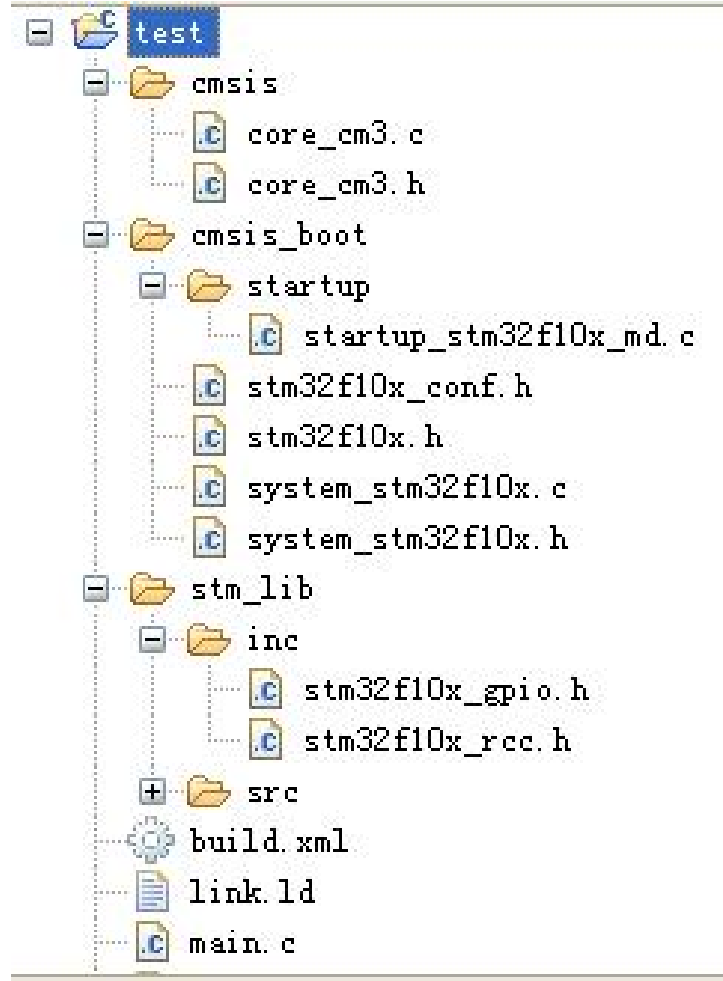 test
cmsis
core_cm3.c
core_cm3.h
cmsis_boot
startup
startup_stm32f10x_md.c
stm32f10x_conf.h
stm32f10x.h
system_stm32f10x.c
system_stm32f10x.h
stm_lib
inc
stm32f10x_gpio.h
stm32f10x_rcc.h
src
build.xml
link.ld
main.c